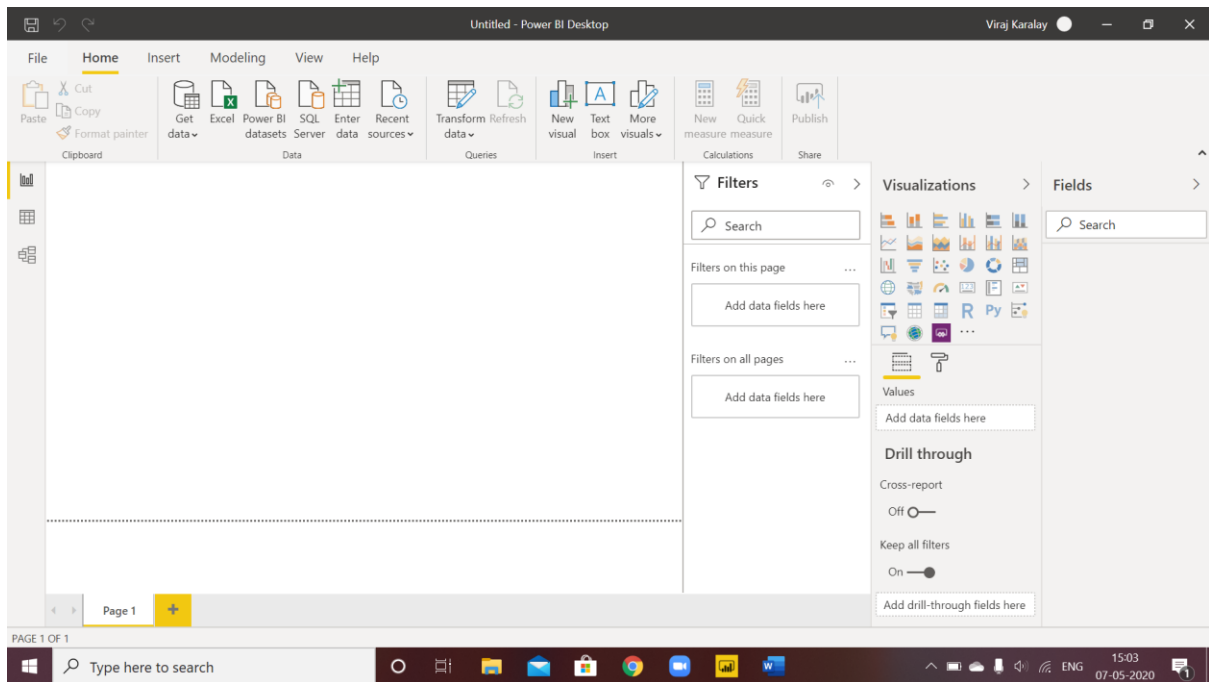 Untitled - Power BI Desktop
Viraj Karalay
File Home Insert Modeling View Help
Paste
Cut
Copy
Format painter
Get data
Excel
Power BI datasets
SQL Server
Enter data
Recent sources
Transform data
Refresh
New visual
Text box
More visuals
New measure
Quick measure
Publish
Clipboard
Data
Queries
Insert
Calculations
Share
Filters
Search
Filters on this page
Add data fields here
Filters on all pages
Add data fields here
Visualizations
R Py
123
Values
Add data fields here
Drill through
Cross-report
Off
Keep all filters
On
Add drill-through fields here
Fields
Search
Page 1
PAGE 1 OF 1
Type here to search
ENG
15:03
07-05-2020
1